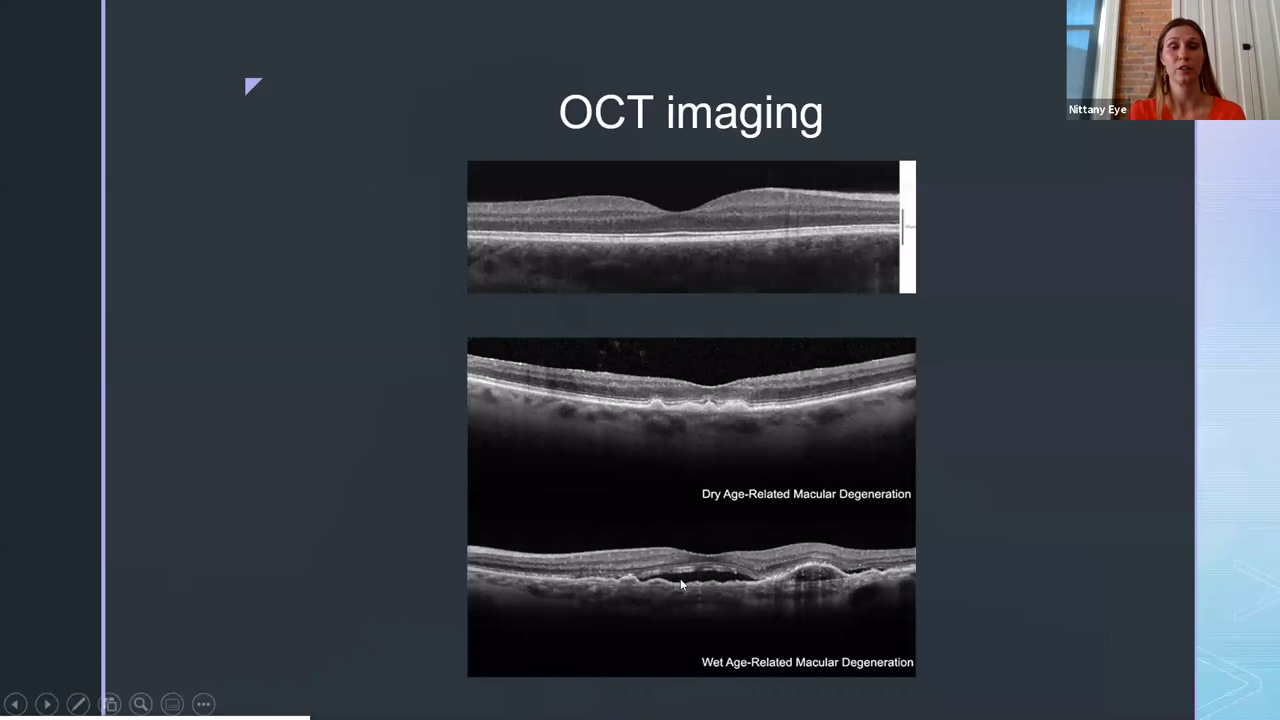 OCT imaging
Nittany Eye
Dry Age-Related Macular Degeneration
Wet Age-Related Macular Degeneration